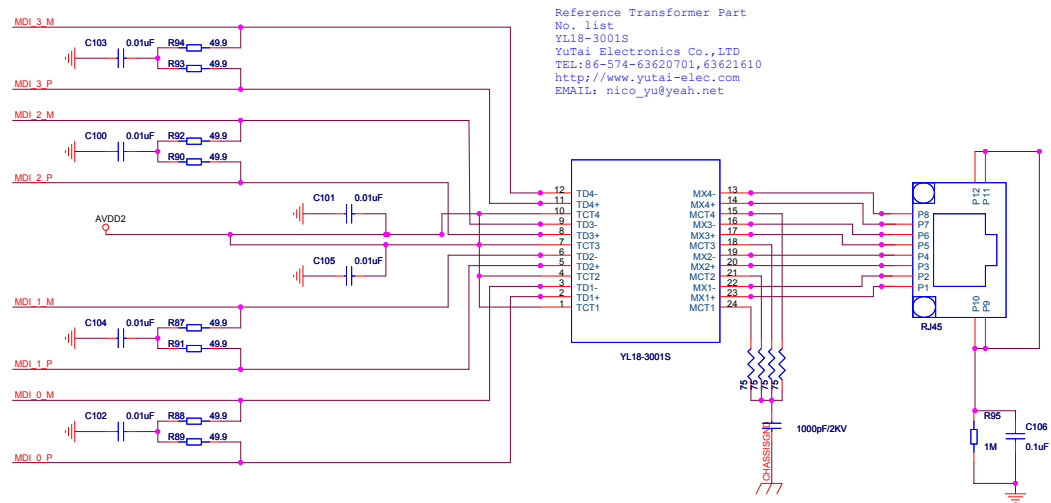 Reference Transformer Part
No. list
YL18-3001S
YuTai Electronics Co.,LTD
TEL:86-574-63620701,63621610
http;//www.yutai-elec.com
EMAIL: nico_yu@yeah.net
MDI_3_M
C103 0.01uF R94 49.9
R93 49.9
MDI_3_P
MDI_2_M
C100 0.01uF R92 49.9
R90 49.9
MDI_2_P
C101 0.01uF
AVDD2
C105 0.01uF
MDI_1_M
C104 0.01uF R87 49.9
R91 49.9
MDI_1_P
MDI_0_M
C102 0.01uF R88 49.9
R89 49.9
MDI_0_P
12 TD4- MX4- 13
11 TD4+ MX4+ 14
10 TCT4 MCT4 15
9 TD3- MX3- 16
8 TD3+ MX3+ 17
7 TCT3 MCT3 18
6 TD2- MX2- 19
5 TD2+ MX2+ 20
4 TCT2 MCT2 21
3 TD1- MX1- 22
2 TD1+ MX1+ 23
1 TCT1 MCT1 24
YL18-3001S
75 75 75 75
1000pF/2KV
CHASSISGND
P12 P11
P8
P7
P6
P5
P4
P3
P2
P1
P10 P9
RJ45
R95
1M
C106
0.1uF